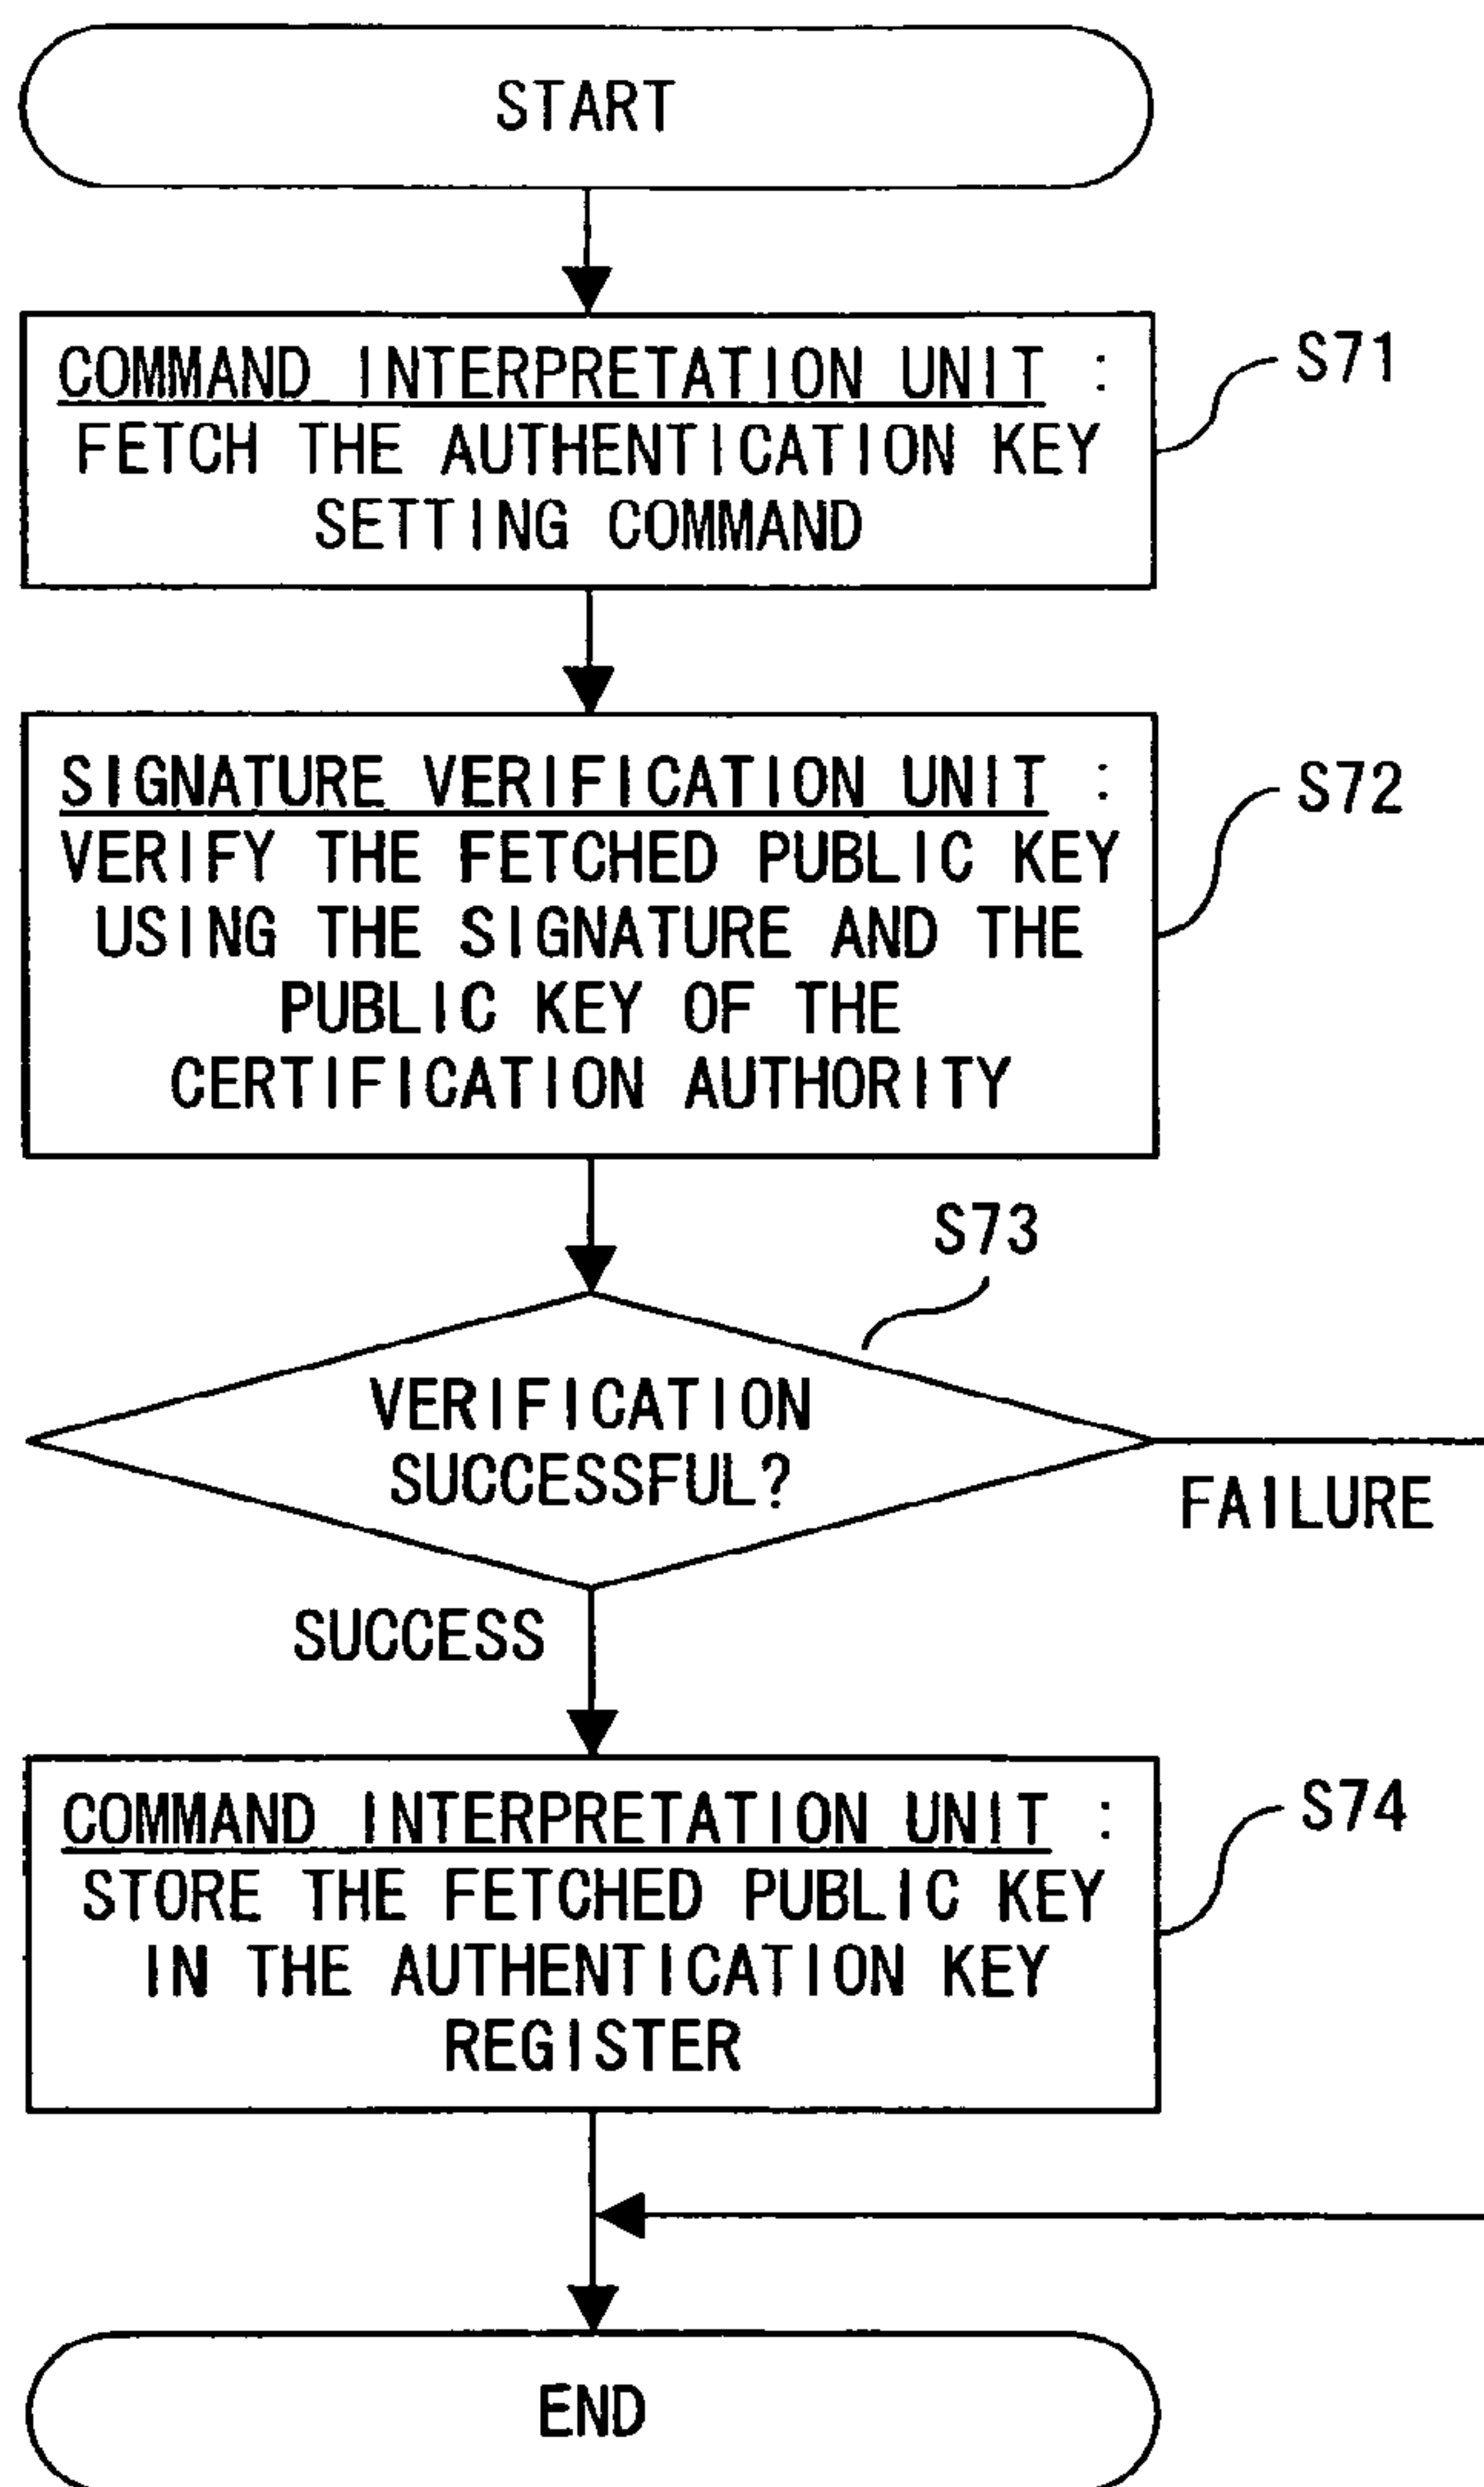 START
COMMAND INTERPRETATION UNIT :
S71
FETCH THE AUTHENTICATION KEY
SETTING COMMAND
SIGNATURE VERIFICATION UNIT :
S72
VERIFY THE FETCHED PUBLIC KEY
USING THE SIGNATURE AND THE
PUBLIC KEY OF THE
CERTIFICATION AUTHORITY
S73
VERIFICATION
SUCCESSFUL?
FAILURE
SUCCESS
COMMAND INTERPRETATION UNIT :
S74
STORE THE FETCHED PUBLIC KEY
IN THE AUTHENTICATION KEY
REGISTER
END